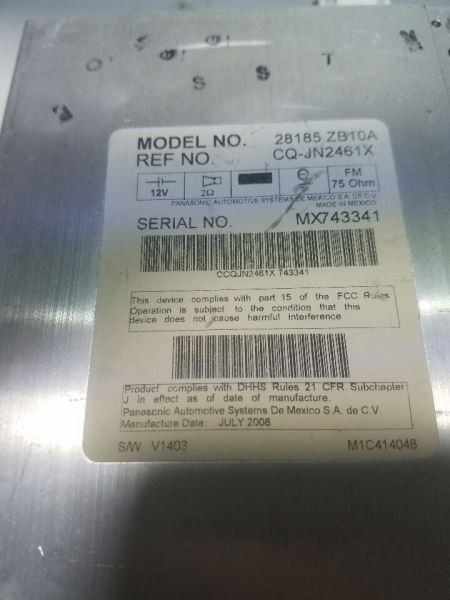 O S S T
MODEL NO. 28185 ZB10A
REF NO. CQ-JN2461X
12V 2Ω FM 75 Ohm
PANASONIC AUTOMOTIVE SYSTEMS DE MEXICO S.A. DE C.V.
MADE IN MEXICO
SERIAL NO. MX743341
CCQJN2461X 743341
This device complies with part 15 of the FCC Rules
Operation is subject to the condition that this
device does not cause harmful interference
Product complies with DHHS Rules 21 CFR Subchapter
J in effect as of date of manufacture.
Panasonic Automotive Systems De Mexico S.A. de C.V.
Manufacture Date: JULY 2006
S/W V1403 M1C414048